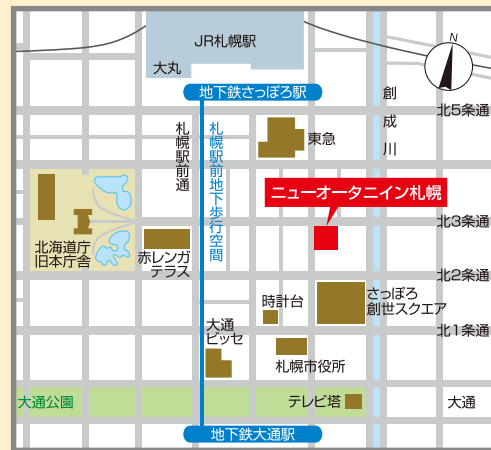 JR札幌駅
N
大丸
地下鉄さっぽろ駅
創成川
北5条通
札幌駅前通
札幌駅前地下歩行空間
東急
ニューオータニイン札幌
北3条通
北海道庁
旧本庁舎
赤レンガ
テラス
北2条通
時計台
さっぽろ
創世スクエア
大通
ビッセ
北1条通
札幌市役所
大通公園
テレビ塔
大通
地下鉄大通駅